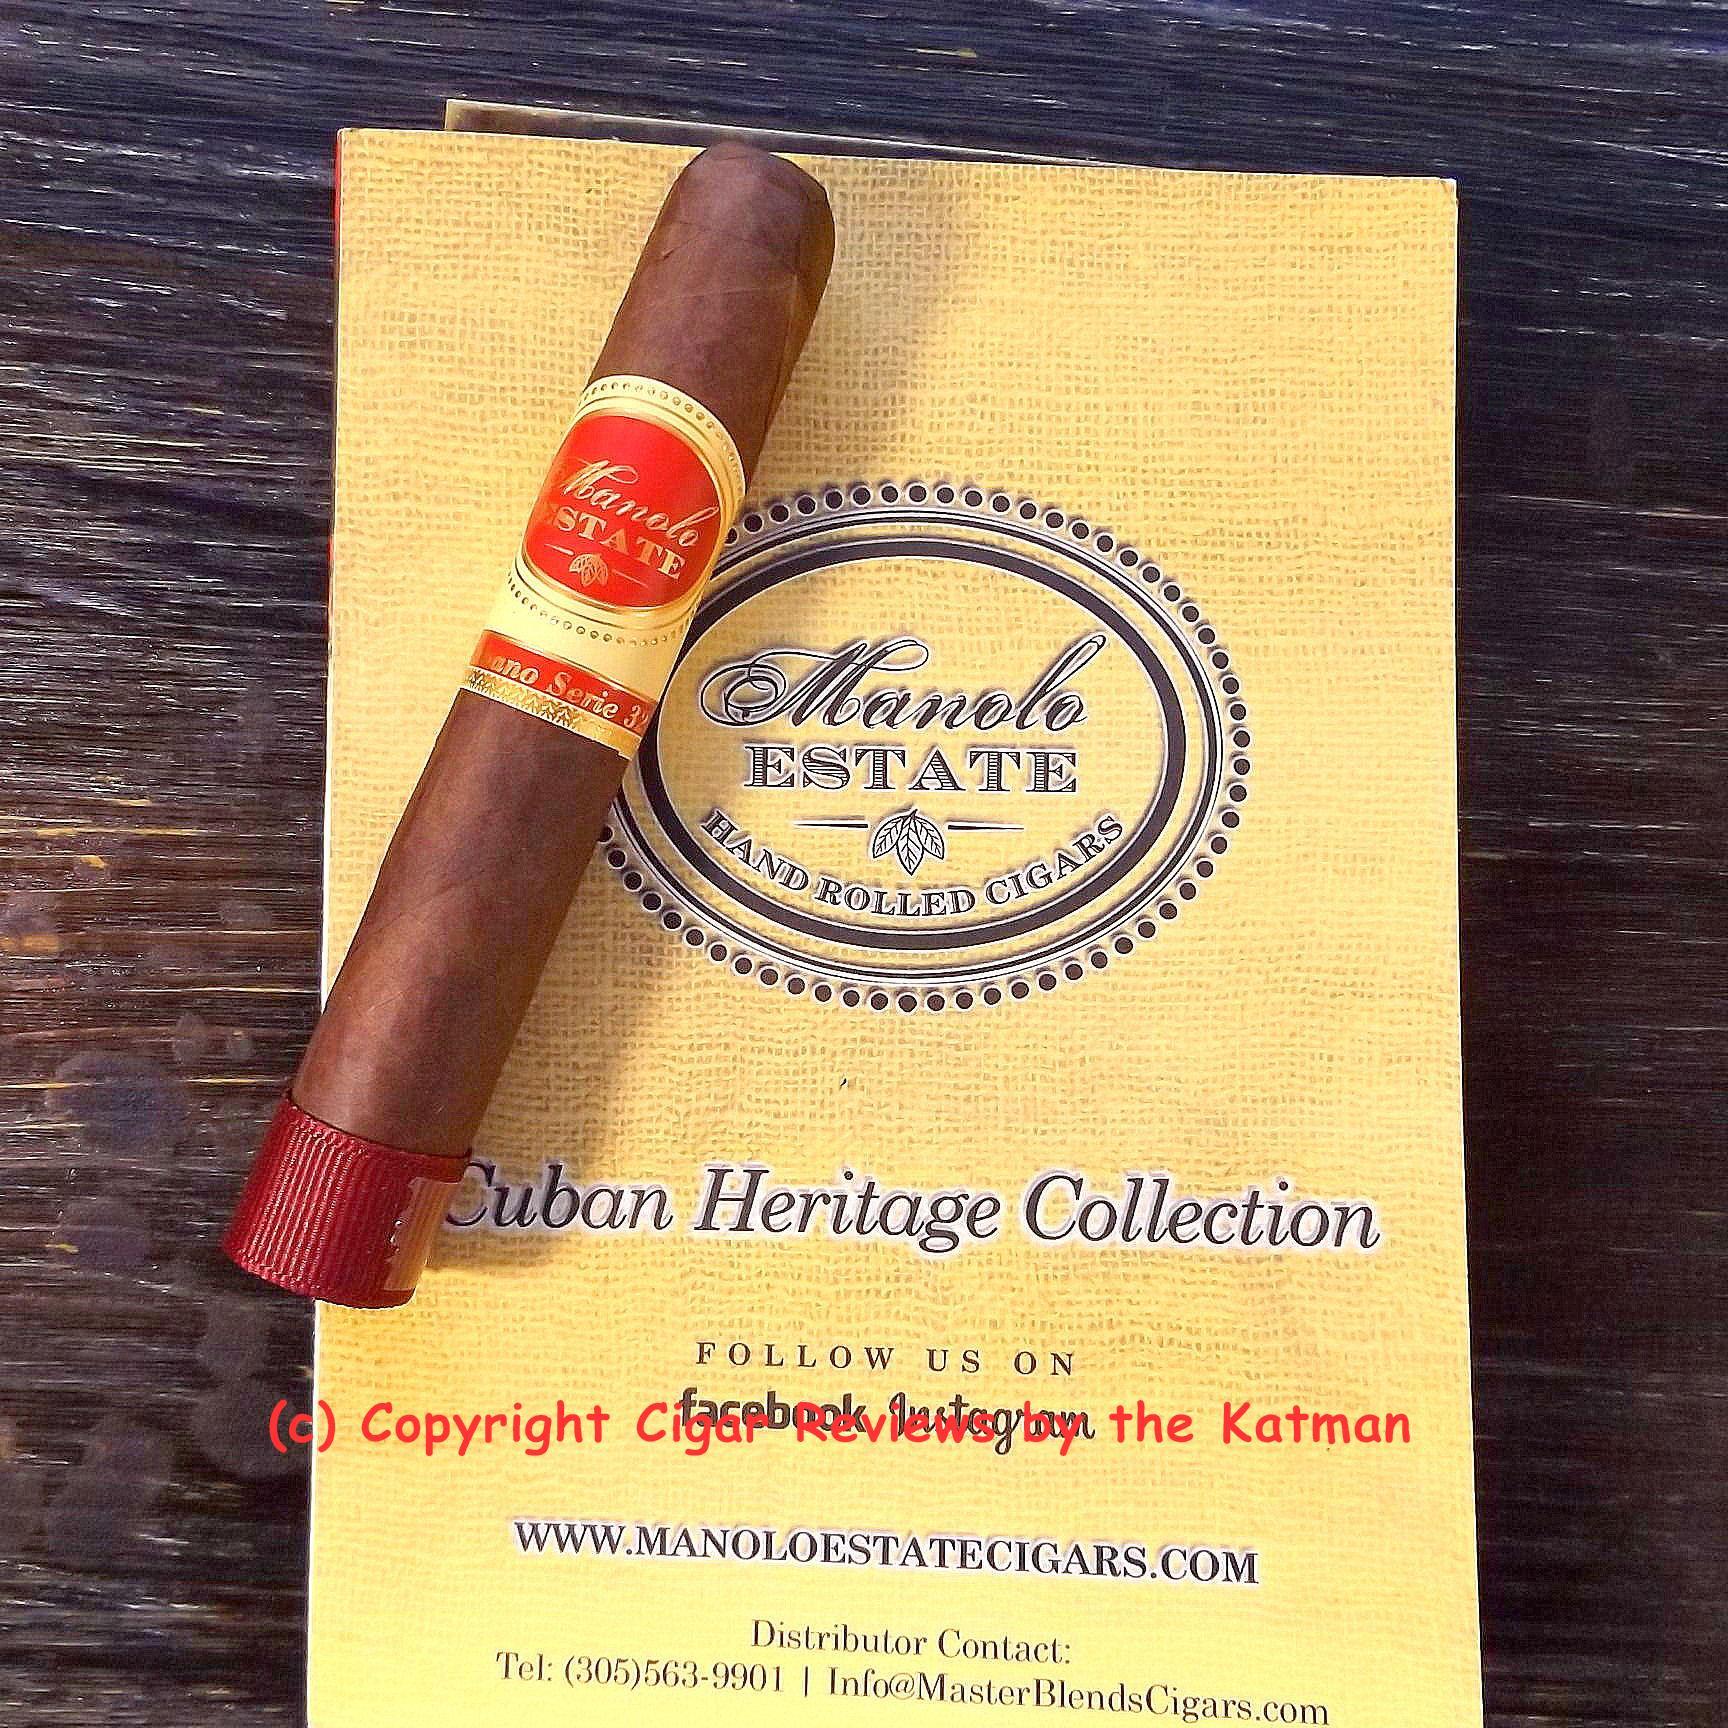 Manolo
ESTATE
ano Serie
Manolo
ESTATE
HAND ROLLED CIGARS
Cuban Heritage Collection
FOLLOW US ON
facebook Instagram
(c) Copyright Cigar Reviews by the Katman
WWW.MANOLOESTATECIGARS.COM
Distributor Contact:
Tel: (305)563-9901 | Info@MasterBlendsCigars.com